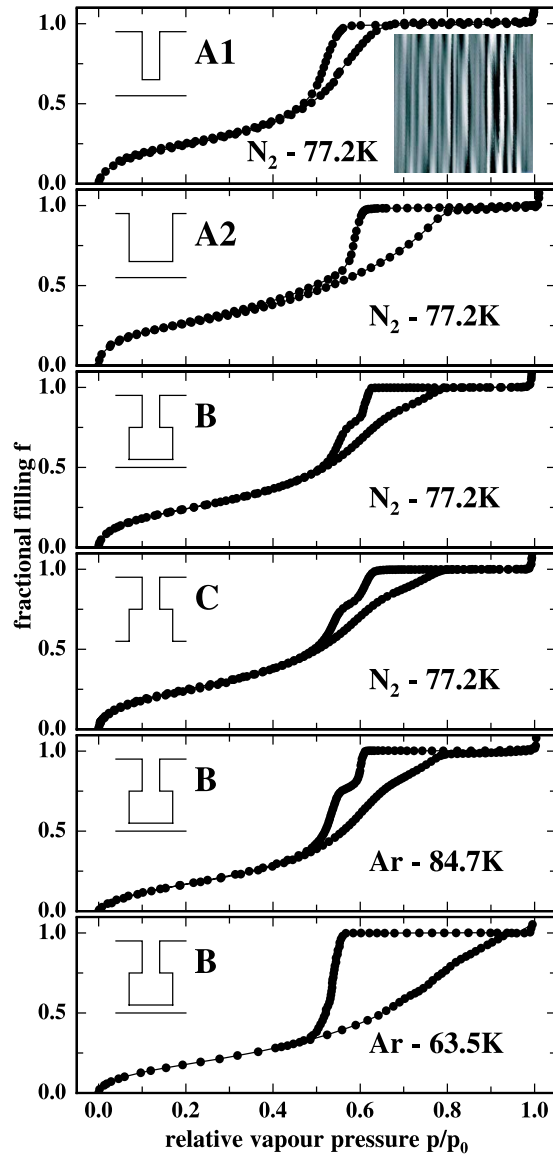 fractional filling f
1.0
0.5
0.0
A1
N₂ - 77.2K
1.0
0.5
0.0
A2
N₂ - 77.2K
1.0
0.5
0.0
B
N₂ - 77.2K
1.0
0.5
0.0
C
N₂ - 77.2K
1.0
0.5
0.0
B
Ar - 84.7K
1.0
0.5
0.0
B
Ar - 63.5K
0.0 0.2 0.4 0.6 0.8 1.0
relative vapour pressure p/p₀